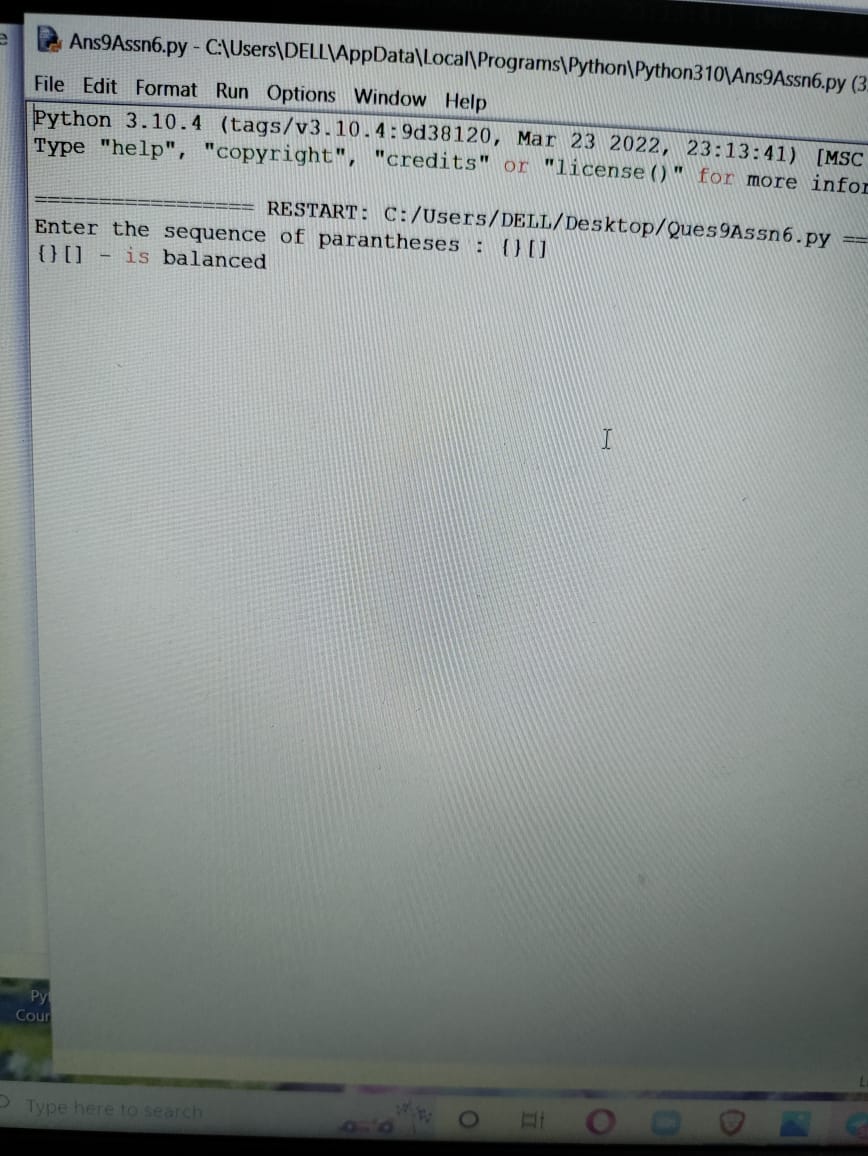 Ans9Assn6.py - C:\Users\DELL\AppData\Local\Programs\Python\Python310\Ans9Assn6.py (3
File Edit Format Run Options Window Help
Python 3.10.4 (tags/v3.10.4:9d38120, Mar 23 2022, 23:13:41) [MSC
Type "help", "copyright", "credits" or "license()" for more infor
================= RESTART: C:/Users/DELL/Desktop/Ques9Assn6.py ==
Enter the sequence of parantheses : {}[]
{}[] - is balanced
Py
Cour
Type here to search